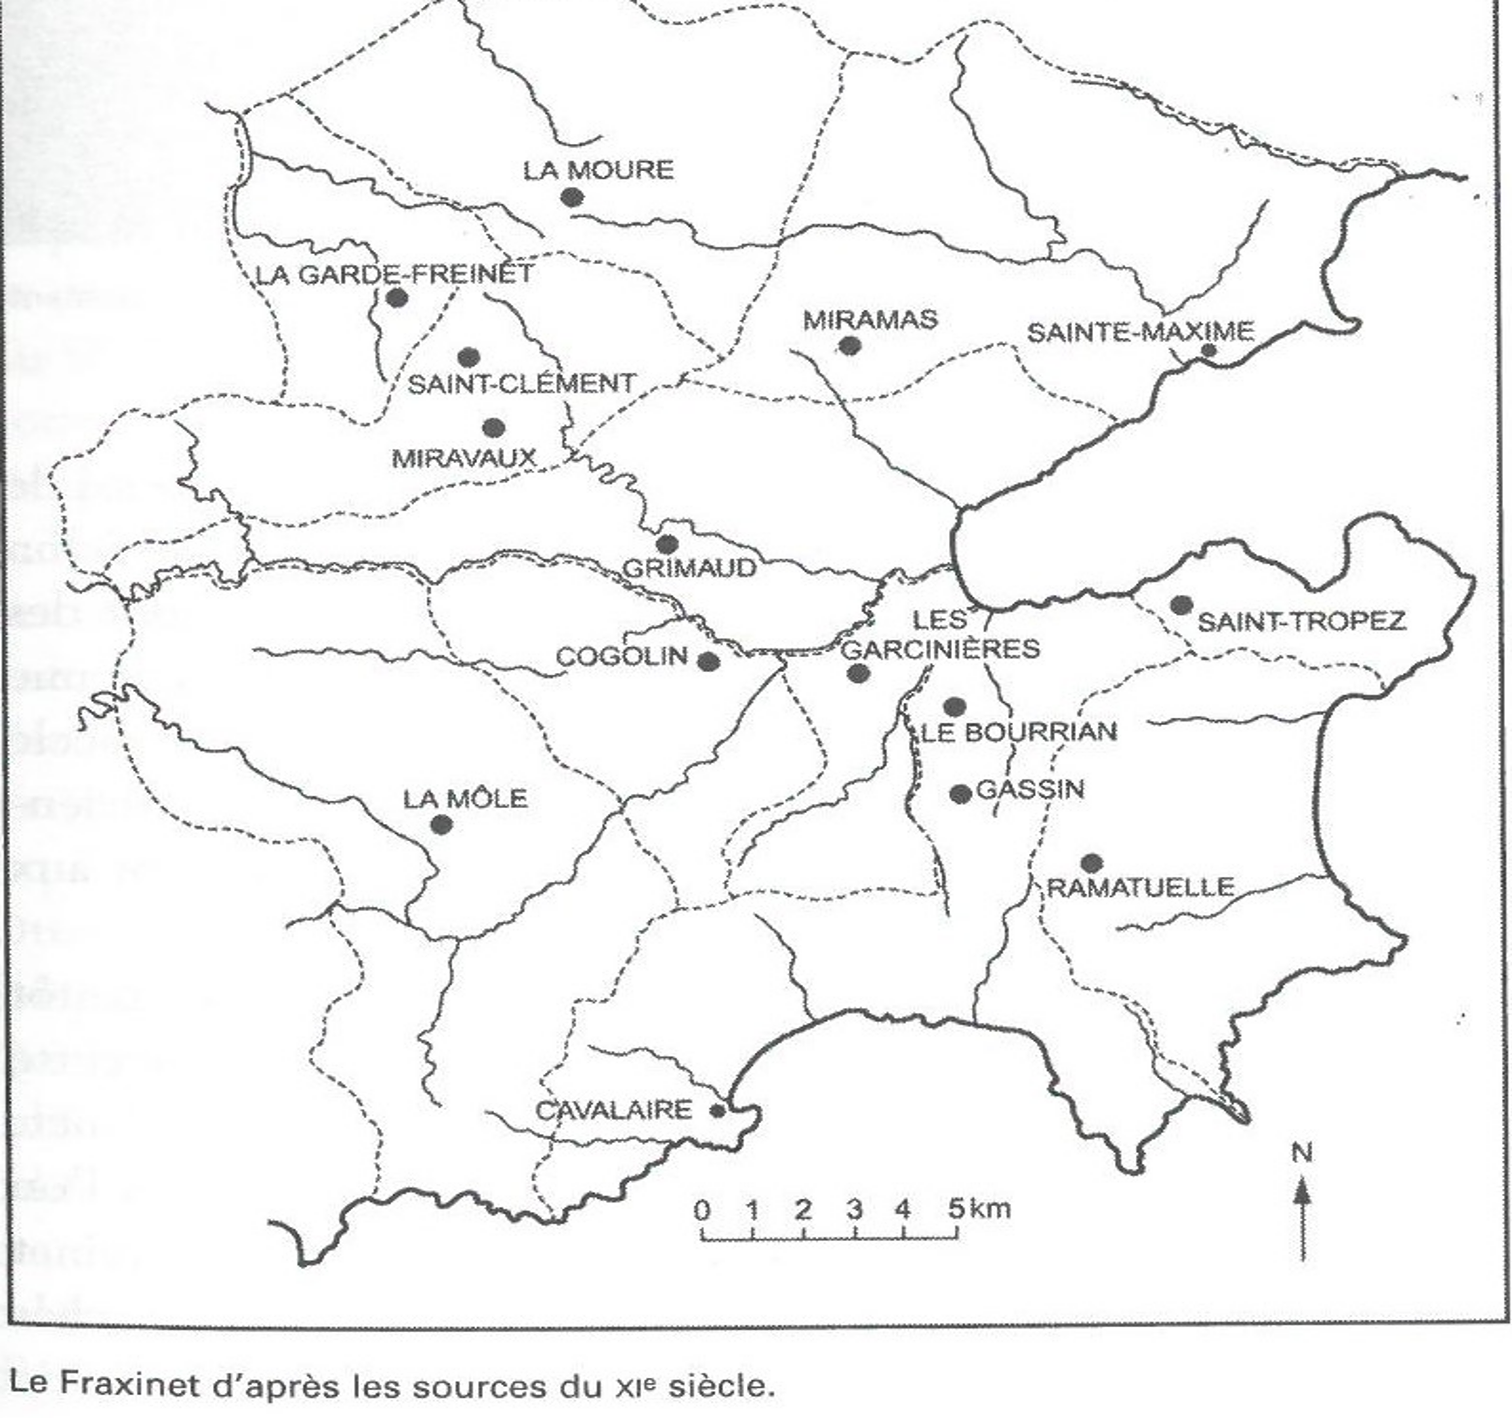 LA MOURE
LA GARDE-FREINET
MIRAMAS
SAINTE-MAXIME
SAINT-CLÉMENT
MIRAVAUX
GRIMAUD
LES
GARCINIÈRES
SAINT-TROPEZ
COGOLIN
LE BOURRIAN
GASSIN
LA MÔLE
RAMATUELLE
CAVALAIRE
N
0 1 2 3 4 5km
Le Fraxinet d'après les sources du XIe siècle.